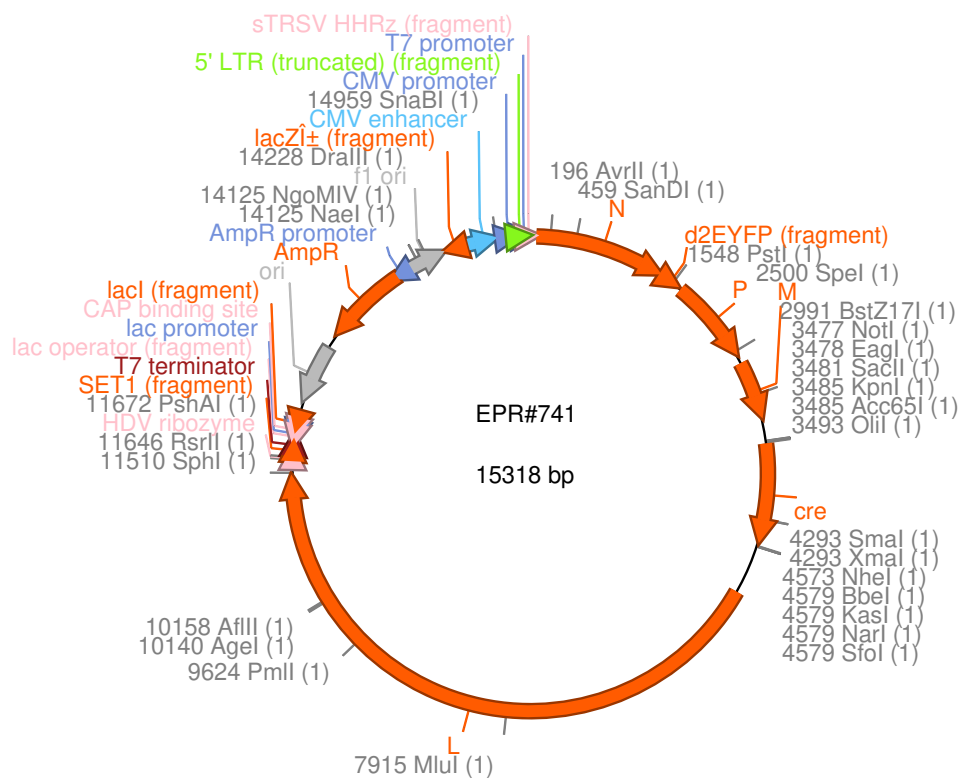 sTRSV HHRz (fragment)
T7 promoter
5' LTR (truncated) (fragment)
CMV promoter
14959 SnaBI (1)
CMV enhancer
lacZÎ± (fragment)
14228 DraIII (1)
f1 ori
14125 NgoMIV (1)
14125 NaeI (1)
AmpR promoter
AmpR
ori
lacI (fragment)
CAP binding site
lac promoter
lac operator (fragment)
T7 terminator
SET1 (fragment)
11672 PshAI (1)
HDV ribozyme
11646 RsrII (1)
11510 SphI (1)
196 AvrII (1)
459 SanDI (1)
N
d2EYFP (fragment)
1548 PstI (1)
2500 SpeI (1)
P
M
2991 BstZ17I (1)
3477 NotI (1)
3478 EagI (1)
3481 SacII (1)
3485 KpnI (1)
3485 Acc65I (1)
3493 OliI (1)
EPR#741
15318 bp
cre
4293 SmaI (1)
4293 XmaI (1)
4573 NheI (1)
4579 BbeI (1)
4579 KasI (1)
4579 NarI (1)
4579 SfoI (1)
10158 AflII (1)
10140 AgeI (1)
9624 PmlI (1)
L
7915 MluI (1)